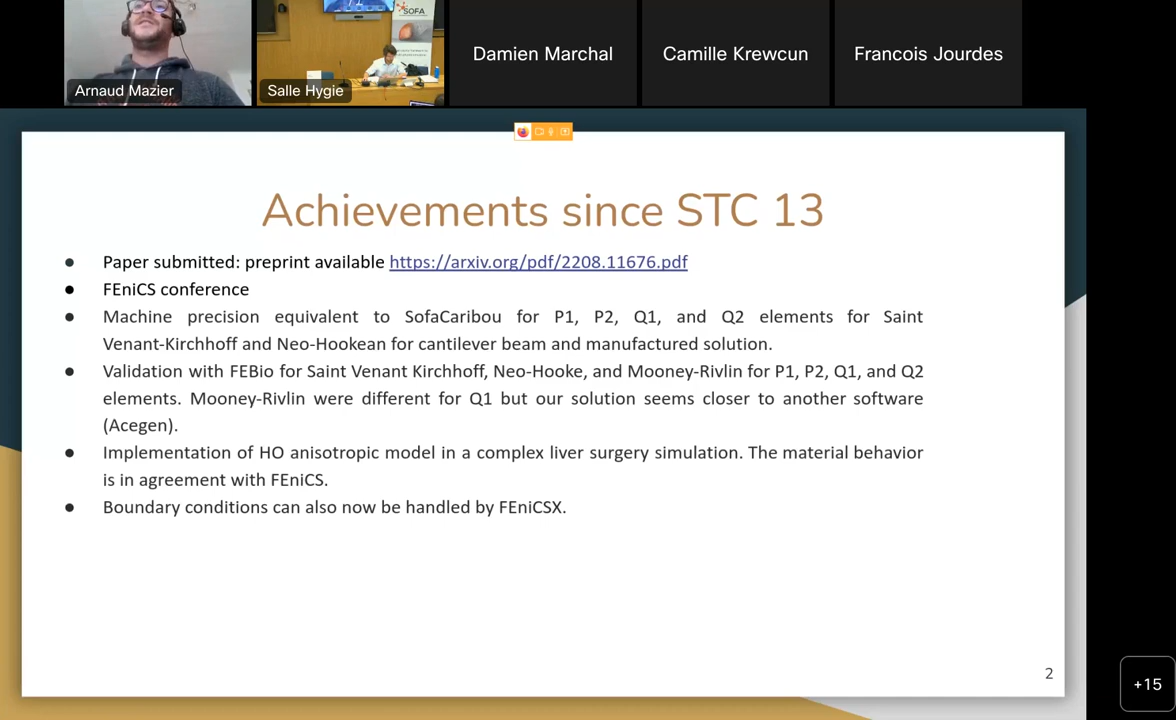 SOFA
Arnaud Mazier
Salle Hygie
Damien Marchal
Camille Krewcun
Francois Jourdes
Achievements since STC 13
● Paper submitted: preprint available https://arxiv.org/pdf/2208.11676.pdf
● FEniCS conference
● Machine precision equivalent to SofaCaribou for P1, P2, Q1, and Q2 elements for Saint
Venant-Kirchhoff and Neo-Hookean for cantilever beam and manufactured solution.
● Validation with FEBio for Saint Venant Kirchhoff, Neo-Hooke, and Mooney-Rivlin for P1, P2, Q1, and Q2
elements. Mooney-Rivlin were different for Q1 but our solution seems closer to another software
(Acegen).
● Implementation of HO anisotropic model in a complex liver surgery simulation. The material behavior
is in agreement with FEniCS.
● Boundary conditions can also now be handled by FEniCSX.
2
+15